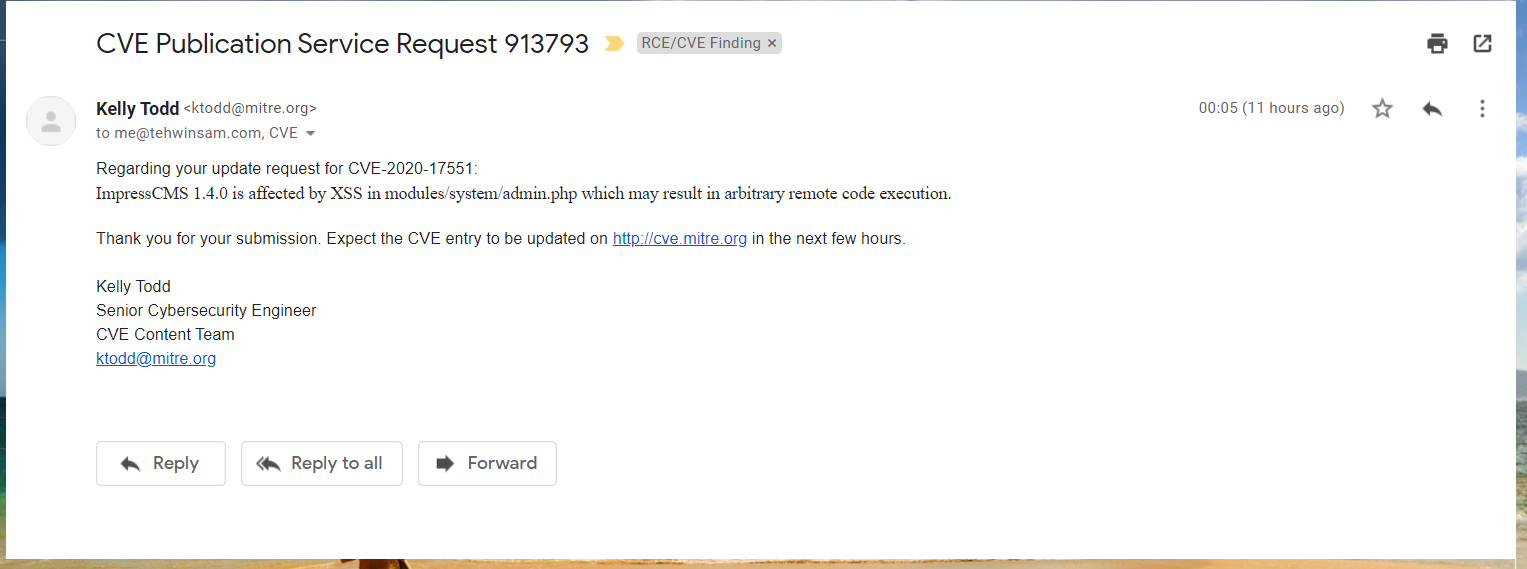 CVE Publication Service Request 913793 RCE/CVE Finding ×
Kelly Todd <ktodd@mitre.org> 00:05 (11 hours ago)
to me@tehwinsam.com, CVE
Regarding your update request for CVE-2020-17551:
ImpressCMS 1.4.0 is affected by XSS in modules/system/admin.php which may result in arbitrary remote code execution.
Thank you for your submission. Expect the CVE entry to be updated on http://cve.mitre.org in the next few hours.
Kelly Todd
Senior Cybersecurity Engineer
CVE Content Team
ktodd@mitre.org
Reply Reply to all Forward